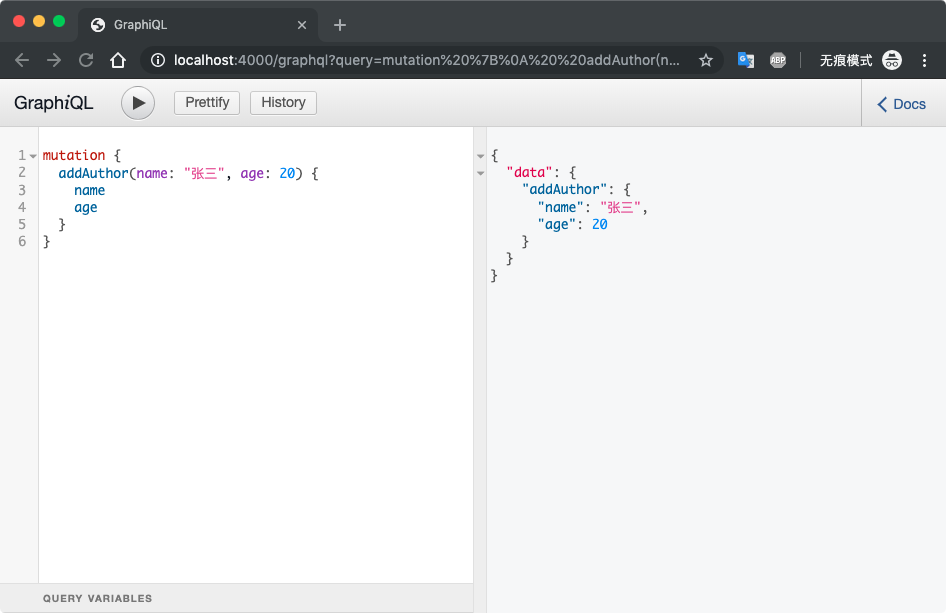 GraphiQL
localhost:4000/graphql?query=mutation%20%7B%0A%20%20addAuthor(n...
ABP
无痕模式
GraphiQL
Prettify
History
Docs
1 mutation {
2   addAuthor(name: "张三", age: 20) {
3     name
4     age
5   }
6 }
{
  "data": {
    "addAuthor": {
      "name": "张三",
      "age": 20
    }
  }
}
QUERY VARIABLES